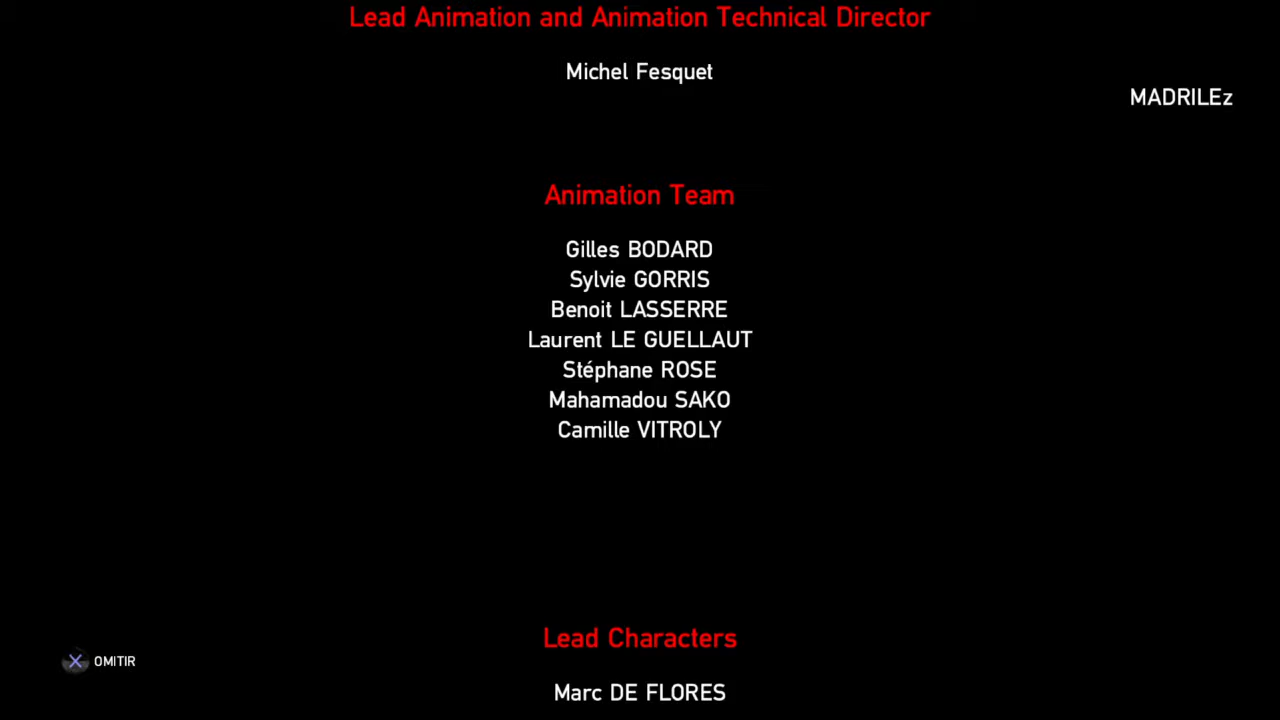 Lead Animation and Animation Technical Director
Michel Fesquet
MADRILEz
Animation Team
Gilles BODARD
Sylvie GORRIS
Benoit LASSERRE
Laurent LE GUELLAUT
Stéphane ROSE
Mahamadou SAKO
Camille VITROLY
Lead Characters
OMITIR
Marc DE FLORES